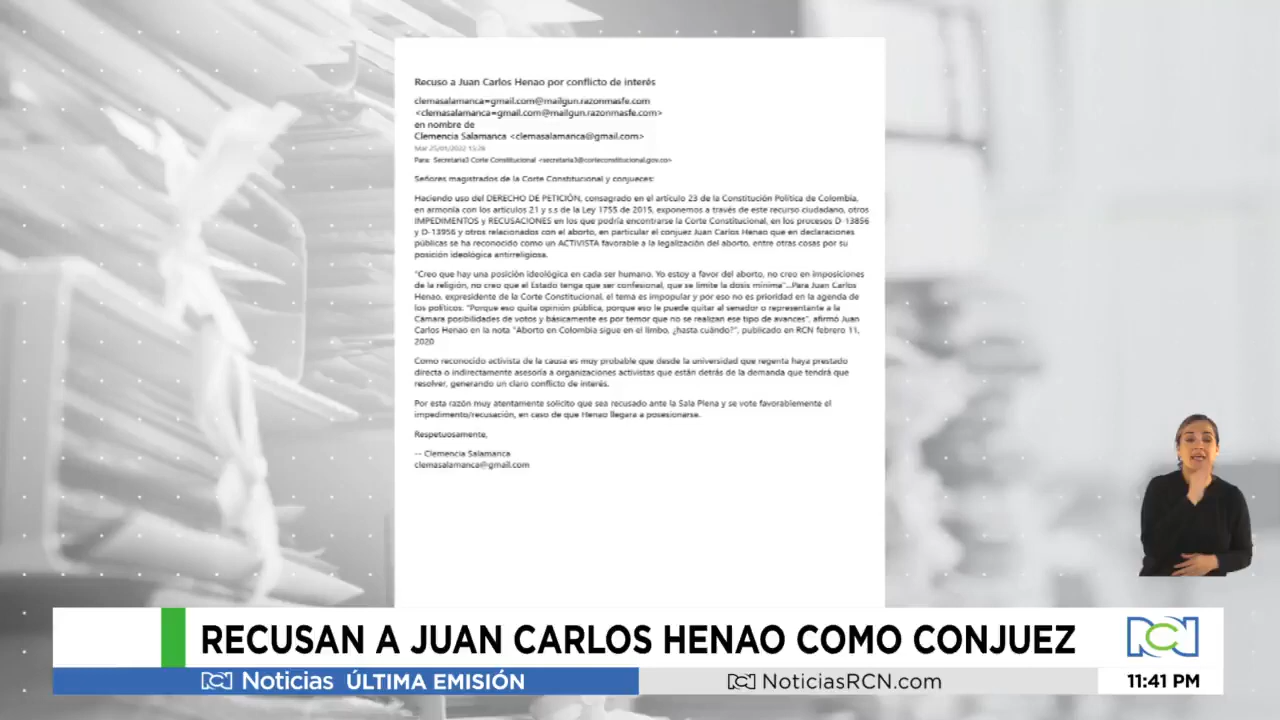 Recuso a Juan Carlos Henao por conflicto de interés
clemasalamanca=gmail.com@mailgun.razonmasfe.com
<clemasalamanca=gmail.com@mailgun.razonmasfe.com>
en nombre de
Clemencia Salamanca <clemasalamanca@gmail.com>
Mar 25/01/2022 15:26
Para: Secretaria3 Corte Constitucional <secretaria3@corteconstitucional.gov.co>
Señores magistrados de la Corte Constitucional y conjueces:
Haciendo uso del DERECHO DE PETICIÓN, consagrado en el artículo 23 de la Constitución Política de Colombia,
en armonía con los artículos 21 y s.s de la Ley 1755 de 2015, exponemos a través de este recurso ciudadano, otros
IMPEDIMENTOS y RECUSACIONES en los que podría encontrarse la Corte Constitucional, en los procesos D-13856
y D-13956 y otros relacionados con el aborto, en particular el conjuez Juan Carlos Henao que en declaraciones
públicas se ha reconocido como un ACTIVISTA favorable a la legalización del aborto, entre otras cosas por su
posición ideológica antirreligiosa.
"Creo que hay una posición ideológica en cada ser humano. Yo estoy a favor del aborto, no creo en imposiciones
de la religión, no creo que el Estado tenga que ser confesional, que se limite la dosis mínima"...Para Juan Carlos
Henao, expresidente de la Corte Constitucional, el tema es impopular y por eso no es prioridad en la agenda de
los políticos: "Porque eso quita opinión pública, porque eso le puede quitar al senador o representante a la
Cámara posibilidades de votos y básicamente es por temor que no se realizan ese tipo de avances", afirmó Juan
Carlos Henao en la nota "Aborto en Colombia sigue en el limbo, ¿hasta cuándo?", publicado en RCN febrero 11,
2020
Como reconocido activista de la causa es muy probable que desde la universidad que regenta haya prestado
directa o indirectamente asesoría a organizaciones activistas que están detrás de la demanda que tendrá que
resolver, generando un claro conflicto de interés.
Por esta razón muy atentamente solicito que sea recusado ante la Sala Plena y se vote favorablemente el
impedimento/recusación, en caso de que Henao llegara a posesionarse.
Respetuosamente,
-- Clemencia Salamanca
clemasalamanca@gmail.com
RECUSAN A JUAN CARLOS HENAO COMO CONJUEZ
RCN
RCN Noticias ÚLTIMA EMISIÓN
RCN NoticiasRCN.com
11:41 PM